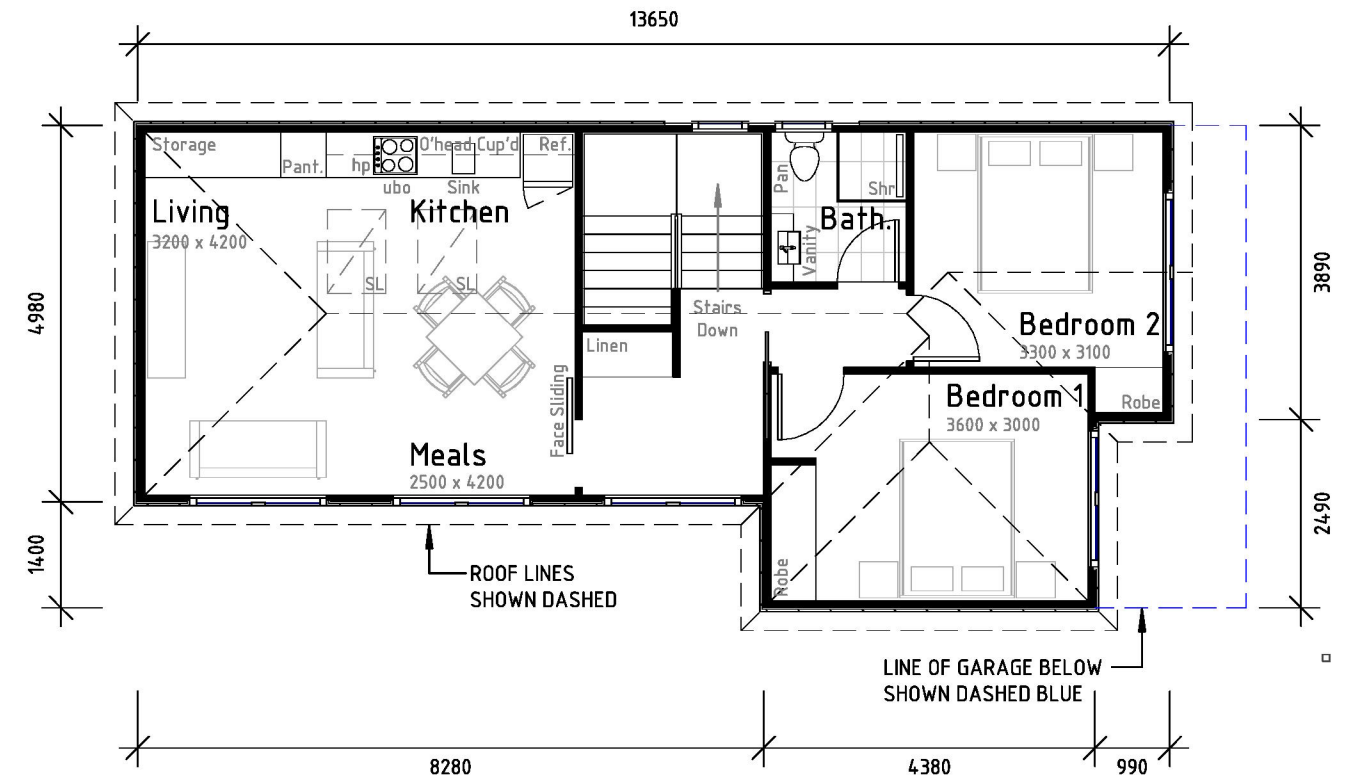 13650
Storage
Pant.
hp
ubo
O'head Cup'd
Sink
Ref.
Living
3200 x 4200
Kitchen
SL
SL
Meals
2500 x 4200
Face Sliding
Linen
Stairs
Down
Pan
Shr
Bath.
Vanity
Bedroom 2
3300 x 3100
Robe
Bedroom 1
3600 x 3000
Robe
4980
1400
3890
2490
ROOF LINES
SHOWN DASHED
LINE OF GARAGE BELOW
SHOWN DASHED BLUE
8280
4380
990